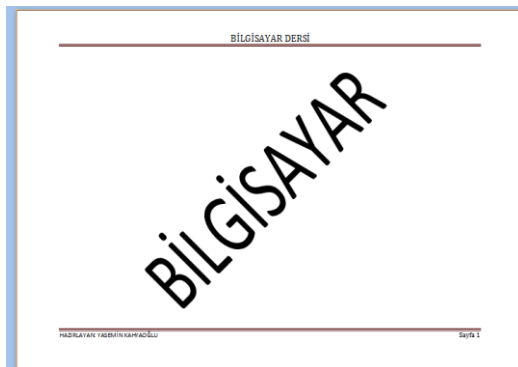 BİLGİSAYAR DERSİ
BİLGİSAYAR
HAZIRLAYAN: YASEMİN KAHYAOĞLU Sayfa 1